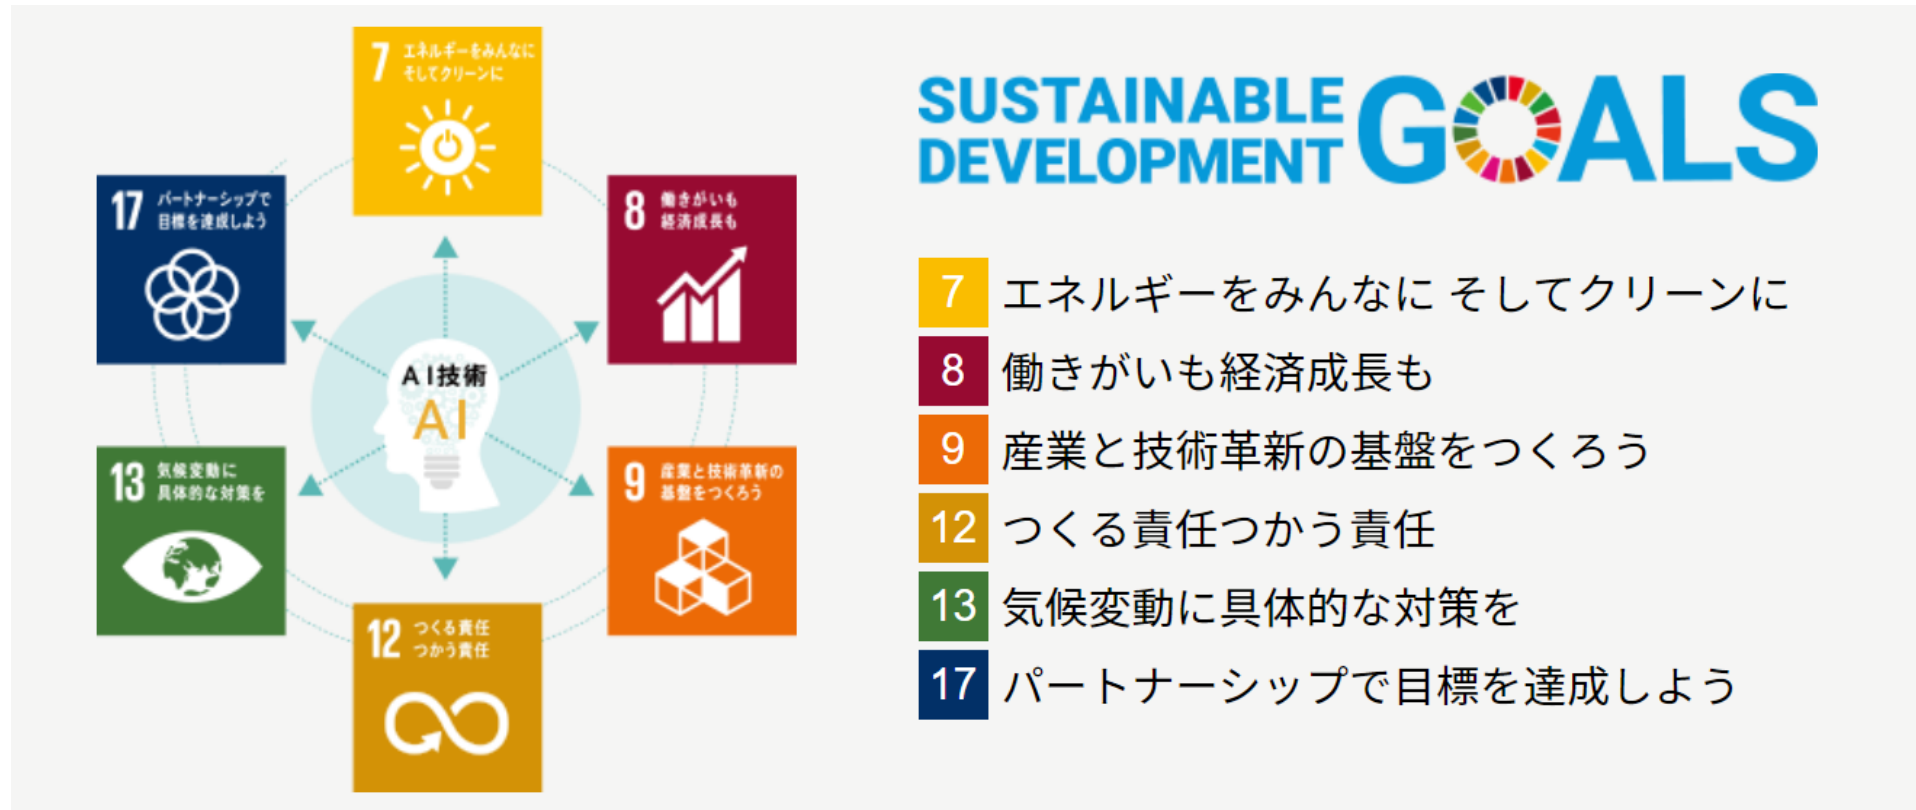 7 エネルギーをみんなに
そしてクリーンに
17 パートナーシップで
目標を達成しよう
8 働きがいも
経済成長も
AI技術
AI
13 気候変動に
具体的な対策を
9 産業と技術革新の
基盤をつくろう
12 つくる責任
つかう責任
SUSTAINABLE
DEVELOPMENT
GOALS
7 エネルギーをみんなに そしてクリーンに
8 働きがいも経済成長も
9 産業と技術革新の基盤をつくろう
12 つくる責任つかう責任
13 気候変動に具体的な対策を
17 パートナーシップで目標を達成しよう